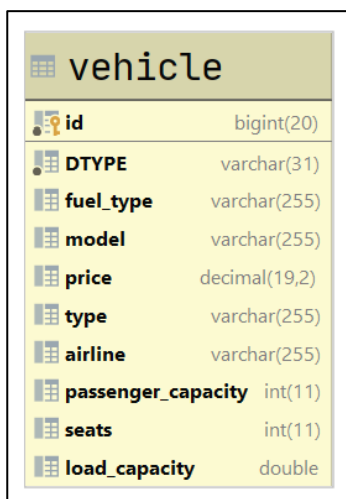 vehicle
id bigint(20)
DTYPE varchar(31)
fuel_type varchar(255)
model varchar(255)
price decimal(19,2)
type varchar(255)
airline varchar(255)
passenger_capacity int(11)
seats int(11)
load_capacity double